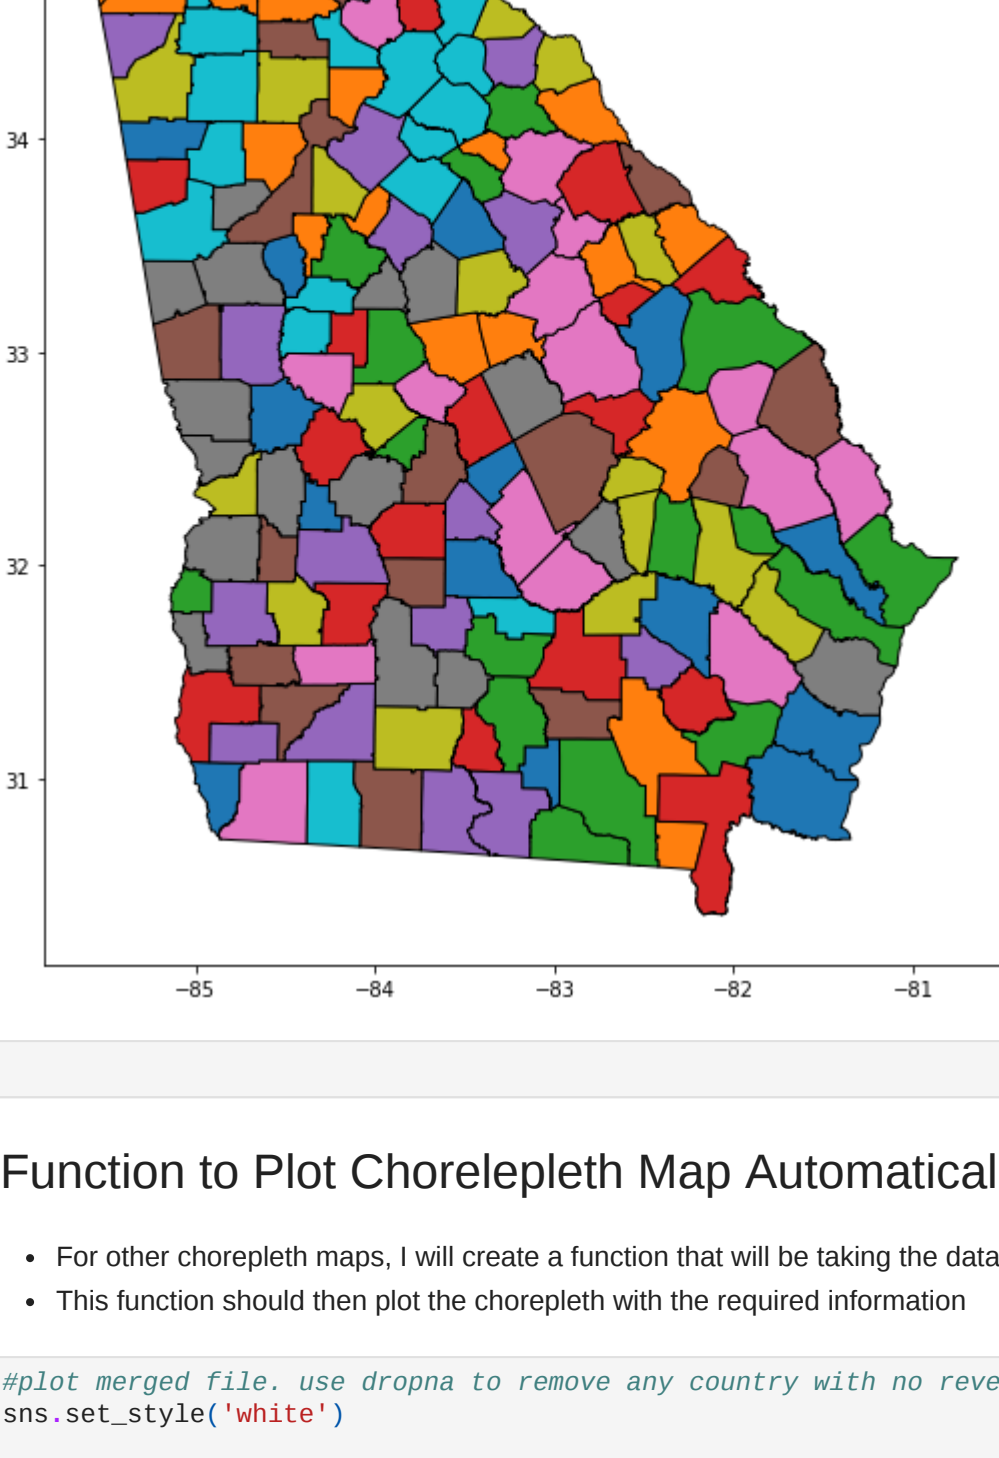 34
33
32
31
−85
−84
−83
−82
−81
Function to Plot Chorelepleth Map Automatical
• For other chorepleth maps, I will create a function that will be taking the data
• This function should then plot the chorepleth with the required information
#plot merged file. use dropna to remove any country with no reve
sns.set_style('white')